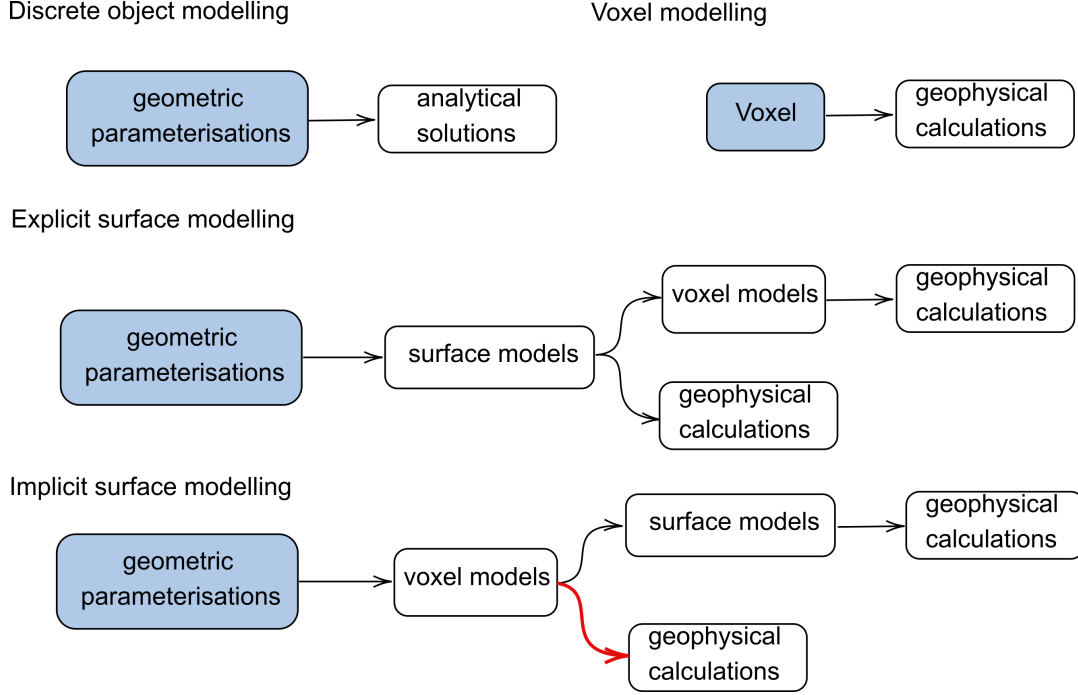 Discrete object modelling
geometric
parameterisations
analytical
solutions
Voxel modelling
Voxel
geophysical
calculations
Explicit surface modelling
geometric
parameterisations
surface models
voxel models
geophysical
calculations
geophysical
calculations
Implicit surface modelling
geometric
parameterisations
voxel models
surface models
geophysical
calculations
geophysical
calculations